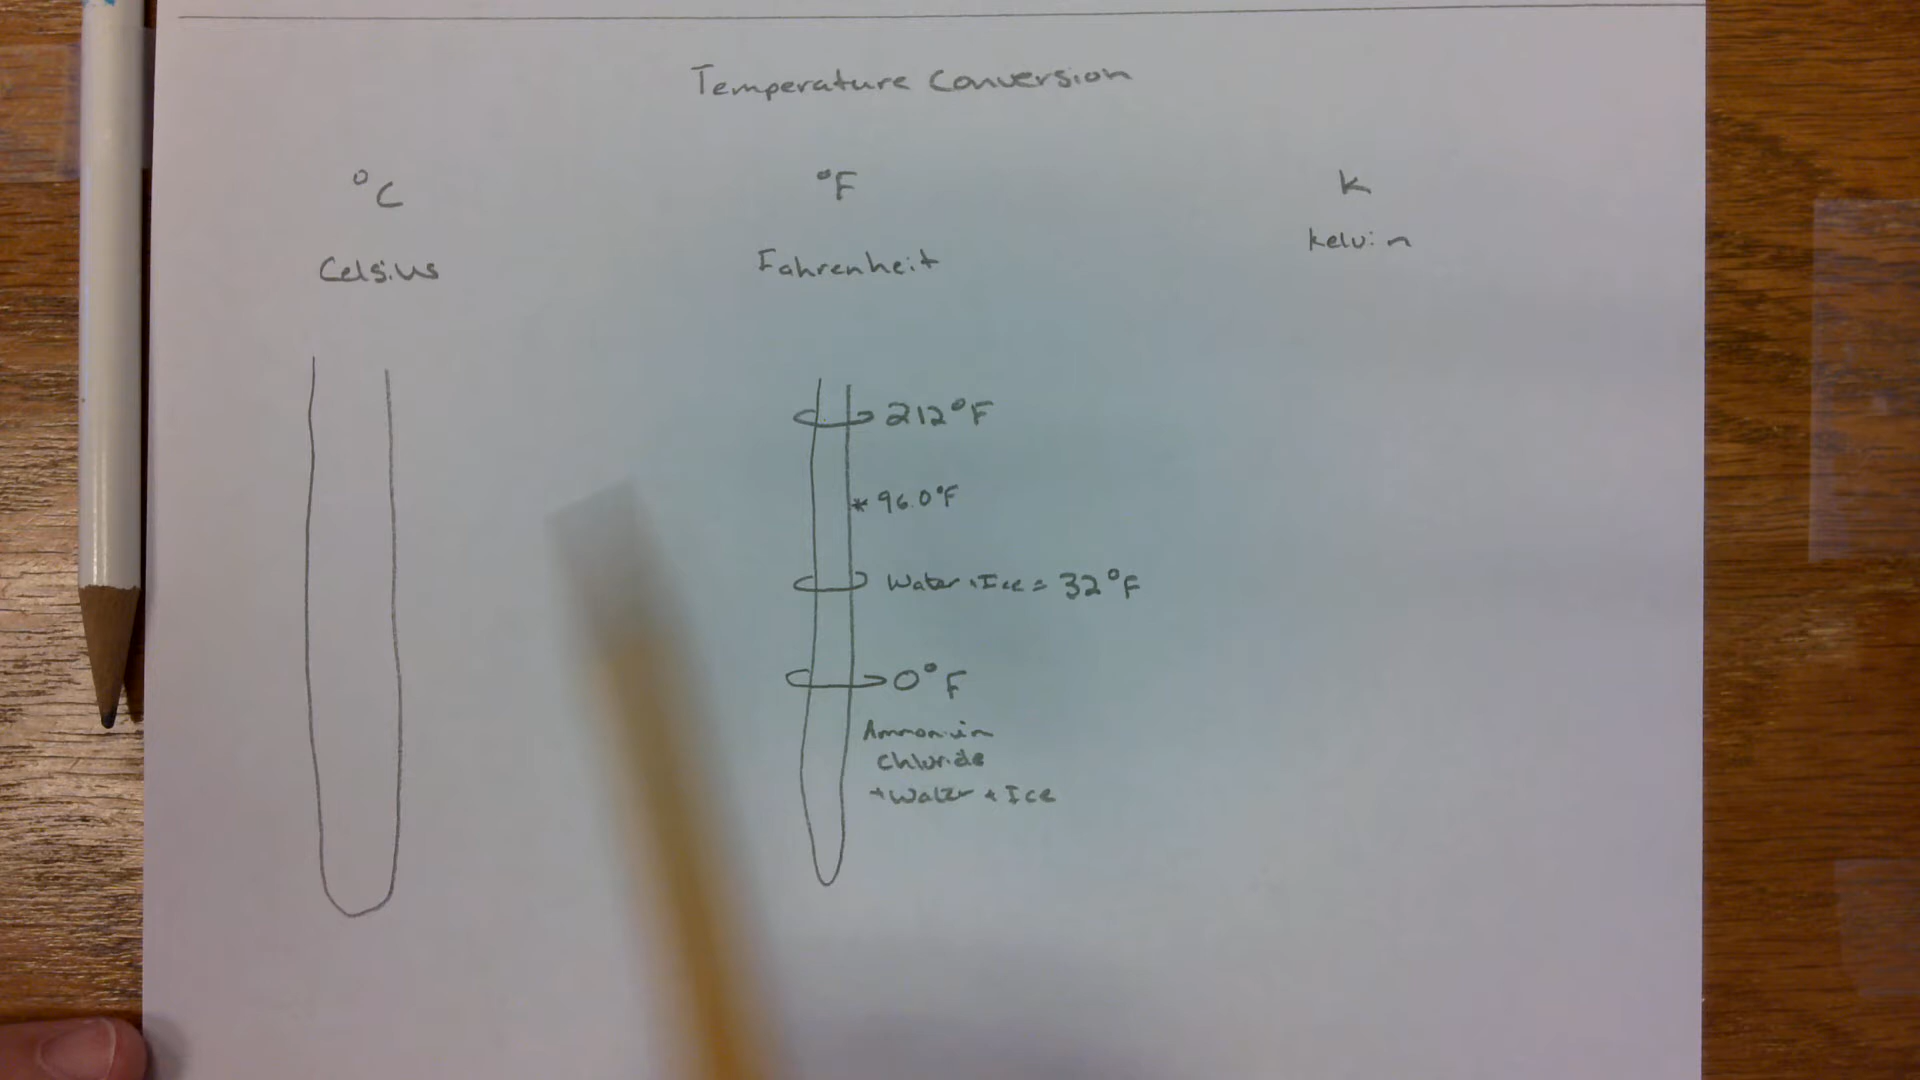 Temperature Conversion
°C
°F
K
Celsius
Fahrenheit
Kelvin
212°F
* 96.0°F
Water + Ice = 32°F
0°F
Ammonium
Chloride
+ Water + Ice